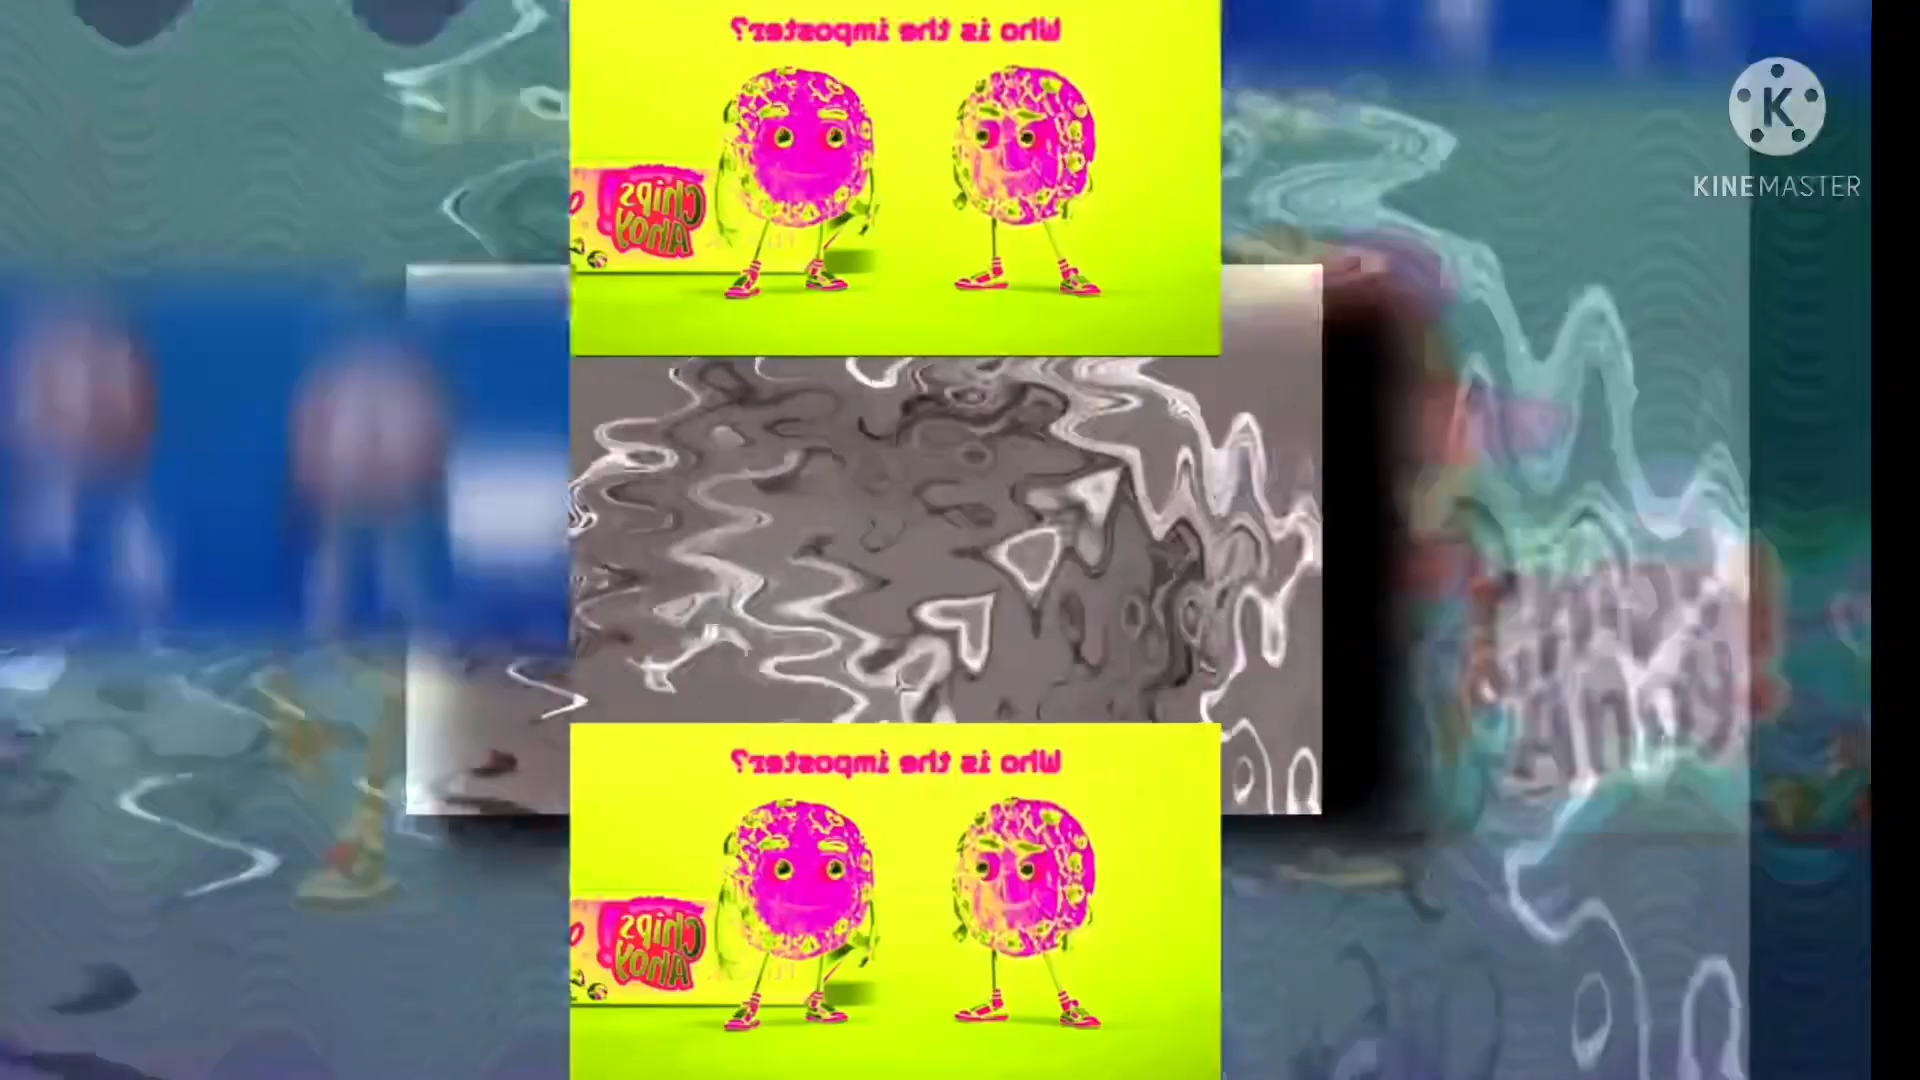 Who is the imposter?
Chips
Ahoy
K
KINEMASTER
Who is the imposter?
Chips
Ahoy